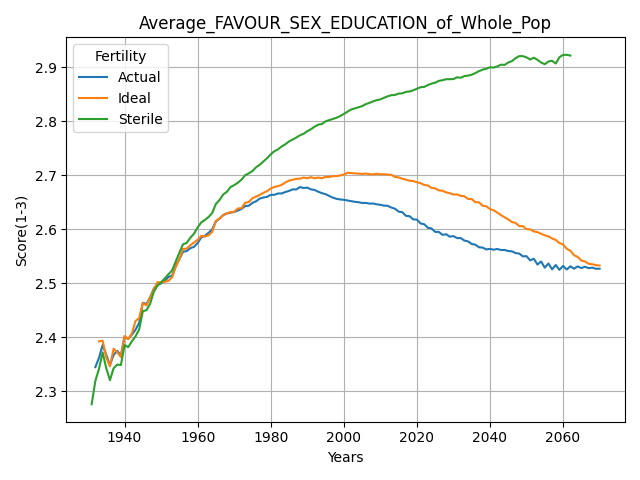 Average_FAVOUR_SEX_EDUCATION_of_Whole_Pop
Fertility
Actual
Ideal
Sterile
Score(1-3)
2.9
2.8
2.7
2.6
2.5
2.4
2.3
1940 1960 1980 2000 2020 2040 2060
Years